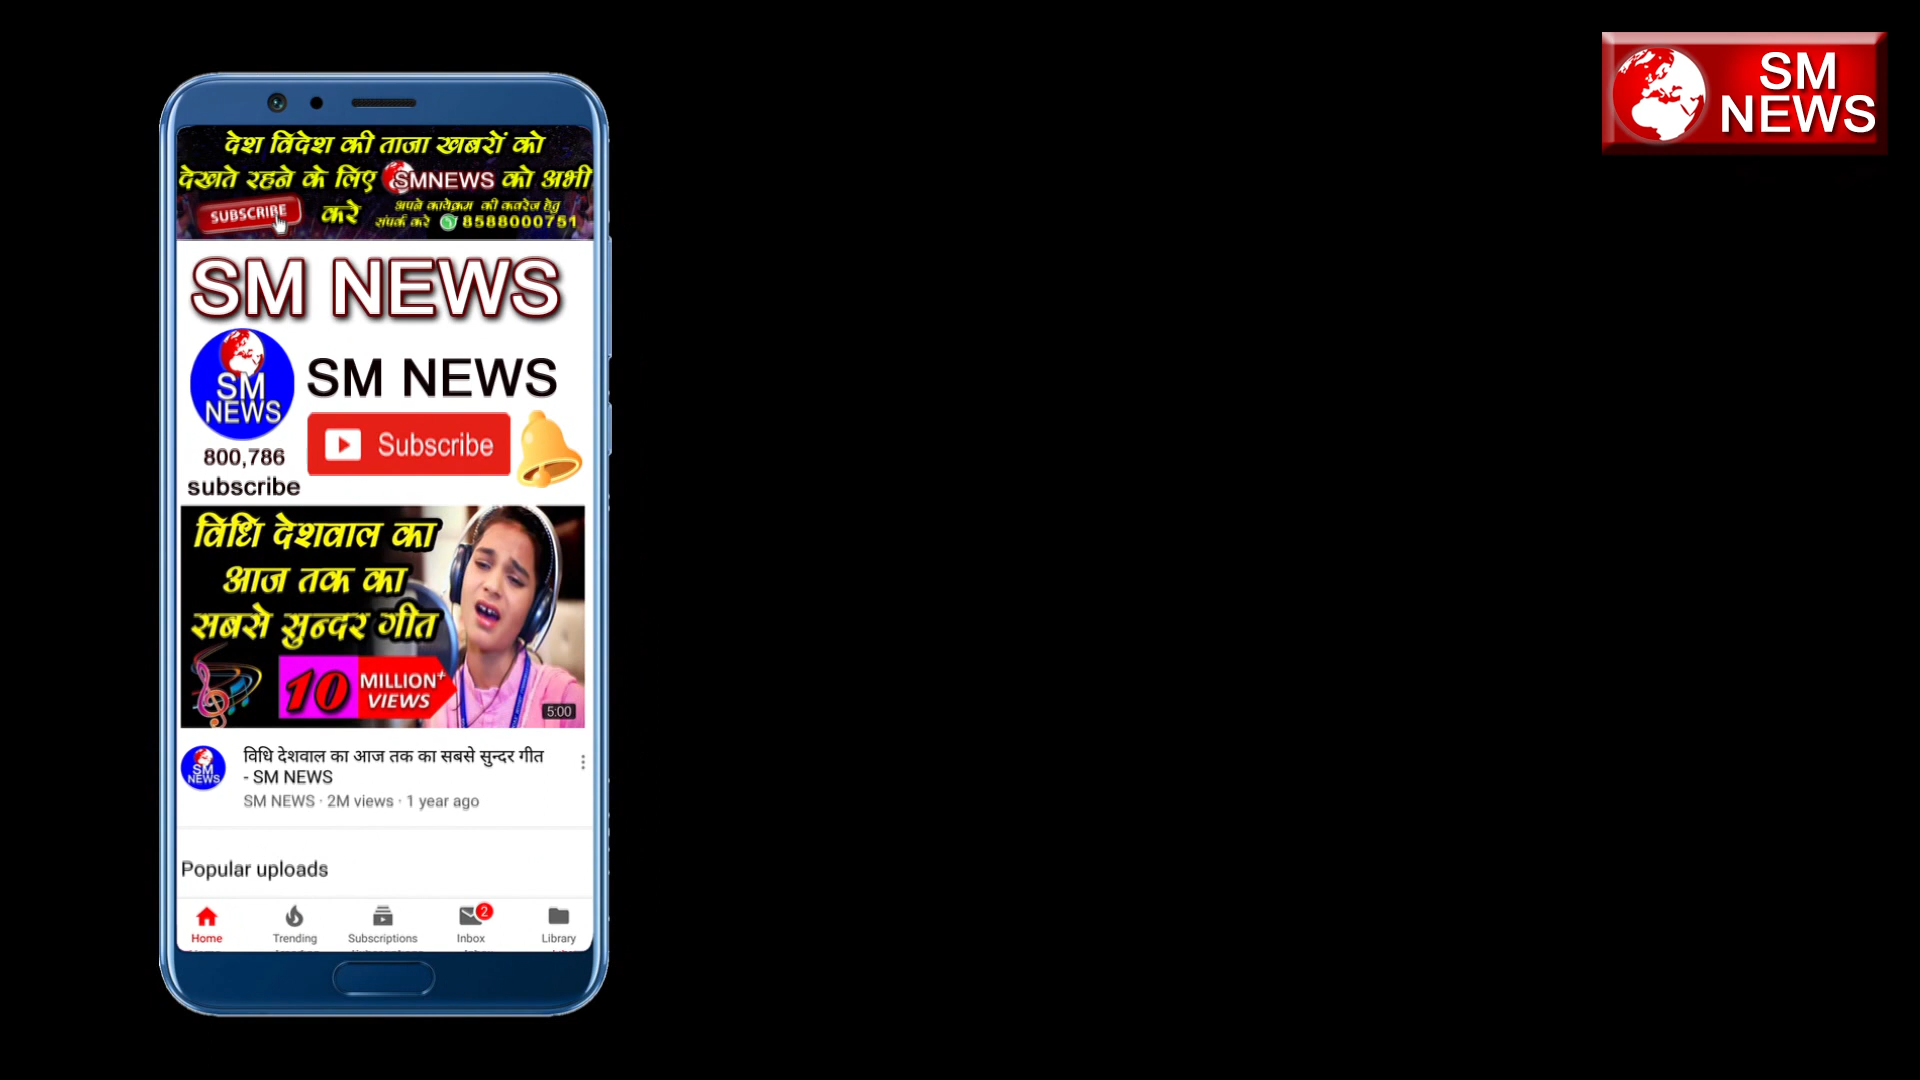 SM
NEWS
देश विदेश की ताजा खबरों को
देखते रहने के लिए SMNEWS को अभी
SUBSCRIBE करे
अपने कार्यक्रम की कवरेज हेतु
संपर्क करे 8588000751
SM NEWS
SM
NEWS
SM NEWS
Subscribe
800,786
subscribe
विधि देशवाल का
आज तक का
सबसे सुन्दर गीत
10 MILLION+
VIEWS
5:00
SM
NEWS
विधि देशवाल का आज तक का सबसे सुन्दर गीत
- SM NEWS
SM NEWS · 2M views · 1 year ago
Popular uploads
2
Home Trending Subscriptions Inbox Library